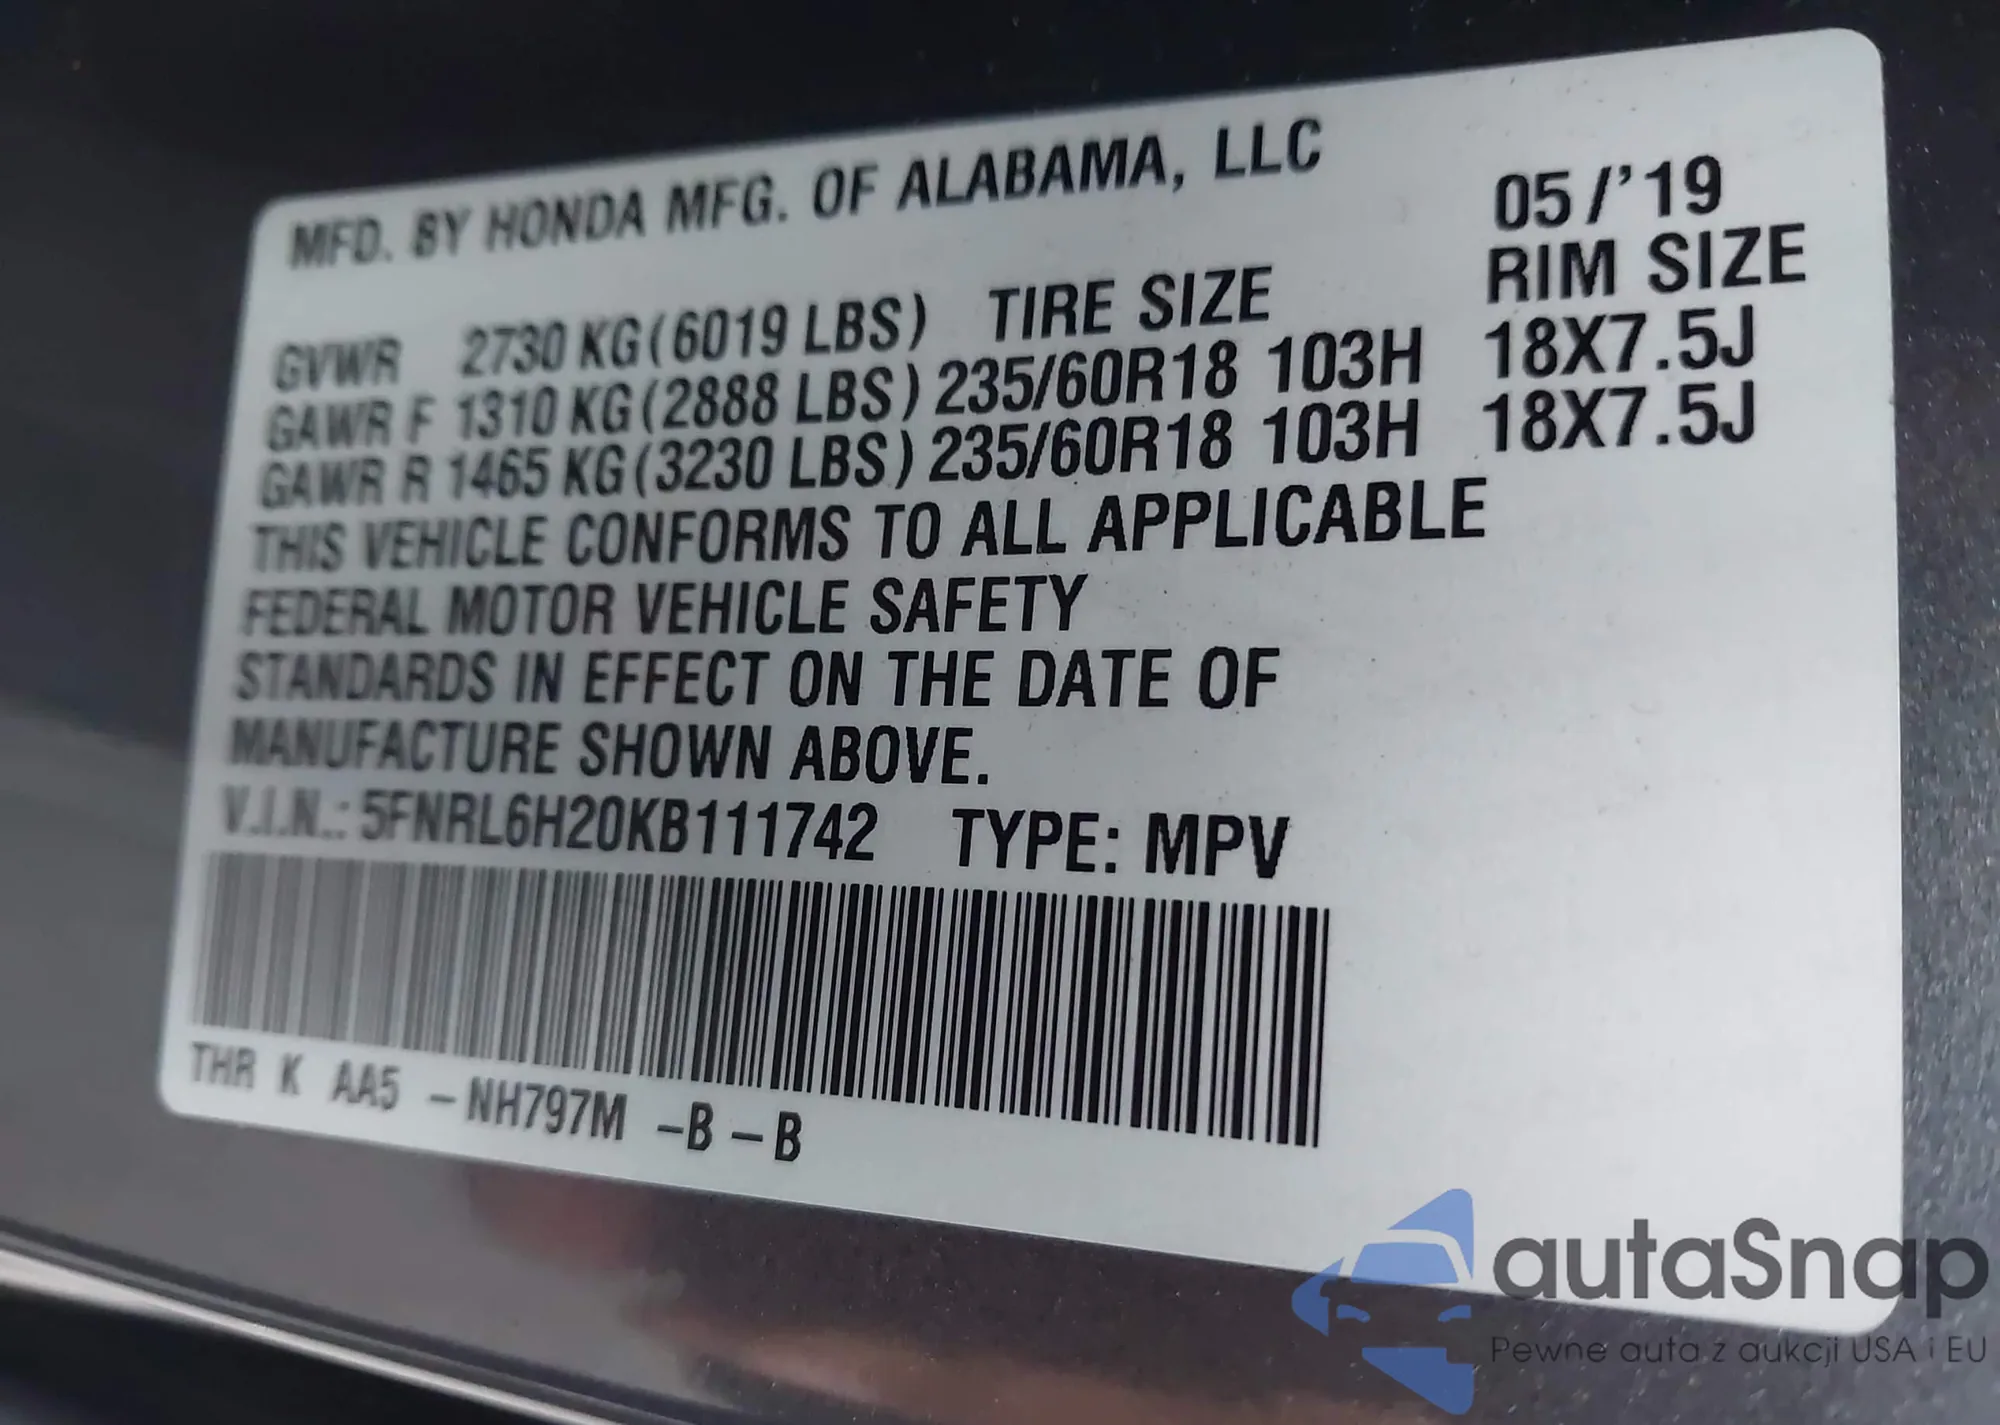 MFD. BY HONDA MFG. OF ALABAMA, LLC 05/'19
GVWR 2730 KG(6019 LBS) TIRE SIZE RIM SIZE
GAWR F 1310 KG(2888 LBS) 235/60R18 103H 18X7.5J
GAWR R 1465 KG(3230 LBS) 235/60R18 103H 18X7.5J
THIS VEHICLE CONFORMS TO ALL APPLICABLE
FEDERAL MOTOR VEHICLE SAFETY
STANDARDS IN EFFECT ON THE DATE OF
MANUFACTURE SHOWN ABOVE.
V.I.N.: 5FNRL6H20KB111742 TYPE: MPV
THR K AA5 -NH797M -B -B
autaSnap
Pewne auta z aukcji USA i EU